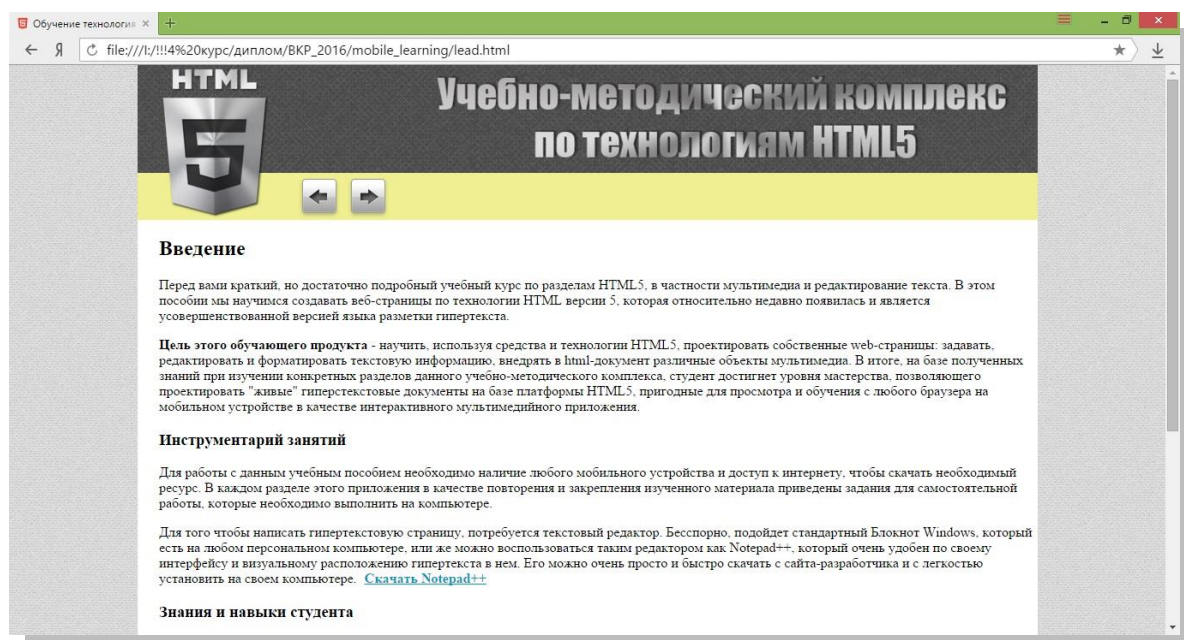 Обучение технология
file:///I:/!!!4%20курс/диплом/ВКР_2016/mobile_learning/lead.html
HTML
5
Учебно-методический комплекс
по технологиям HTML5
Введение
Перед вами краткий, но достаточно подробный учебный курс по разделам HTML5, в частности мультимедиа и редактирование текста. В этом
пособии мы научимся создавать веб-страницы по технологии HTML версии 5, которая относительно недавно появилась и является
усовершенствованной версией языка разметки гипертекста.
Цель этого обучающего продукта - научить, используя средства и технологии HTML5, проектировать собственные web-страницы: задавать,
редактировать и форматировать текстовую информацию, внедрять в html-документ различные объекты мультимедиа. В итоге, на базе полученных
знаний при изучении конкретных разделов данного учебно-методического комплекса, студент достигнет уровня мастерства, позволяющего
проектировать "живые" гиперстекстовые документы на базе платформы HTML5, пригодные для просмотра и обучения с любого браузера на
мобильном устройстве в качестве интерактивного мультимедийного приложения.
Инструментарий занятий
Для работы с данным учебным пособием необходимо наличие любого мобильного устройства и доступ к интернету, чтобы скачать необходимый
ресурс. В каждом разделе этого приложения в качестве повторения и закрепления изученного материала приведены задания для самостоятельной
работы, которые необходимо выполнить на компьютере.
Для того чтобы написать гипертекстовую страницу, потребуется текстовый редактор. Бесспорно, подойдет стандартный Блокнот Windows, который
есть на любом персональном компьютере, или же можно воспользоваться таким редактором как Notepad++, который очень удобен по своему
интерфейсу и визуальному расположению гипертекста в нем. Его можно очень просто и быстро скачать с сайта-разработчика и с легкостью
установить на своем компьютере. Скачать Notepad++
Знания и навыки студента